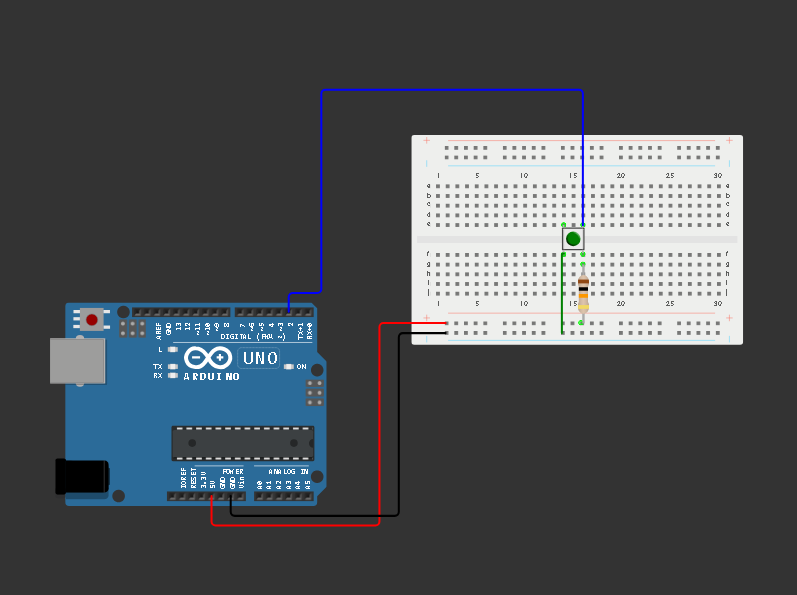 + +
1 5 10 15 20 25 30
a a
b b
c c
d d
e e
f f
g g
h h
i i
j j
1 5 10 15 20 25 30
+ +
AREF GND 13 12 ~11 ~10 ~9 8 7 ~6 ~5 4 ~3 2 TX→1 RX←0
DIGITAL (PWM ~)
L
TX
RX
UNO
ARDUINO
ON
POWER
ANALOG IN
IOREF RESET 3.3V 5V GND GND Vin A0 A1 A2 A3 A4 A5